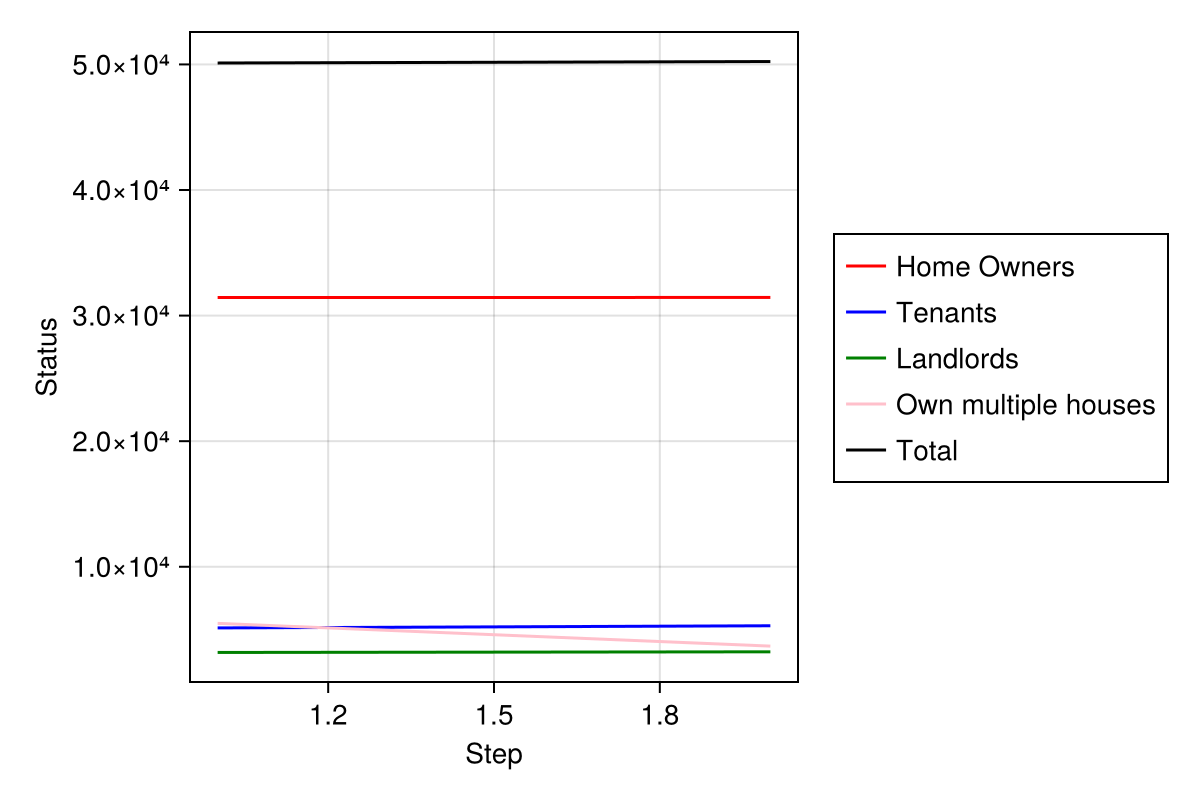 5.0×10⁴
4.0×10⁴
3.0×10⁴
2.0×10⁴
1.0×10⁴
Status
1.2
1.5
1.8
Step
Home Owners
Tenants
Landlords
Own multiple houses
Total